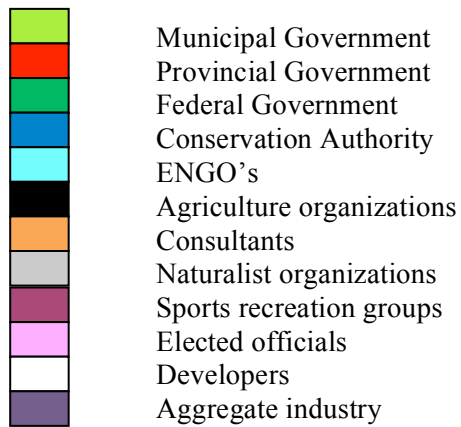 Municipal Government
Provincial Government
Federal Government
Conservation Authority
ENGO’s
Agriculture organizations
Consultants
Naturalist organizations
Sports recreation groups
Elected officials
Developers
Aggregate industry